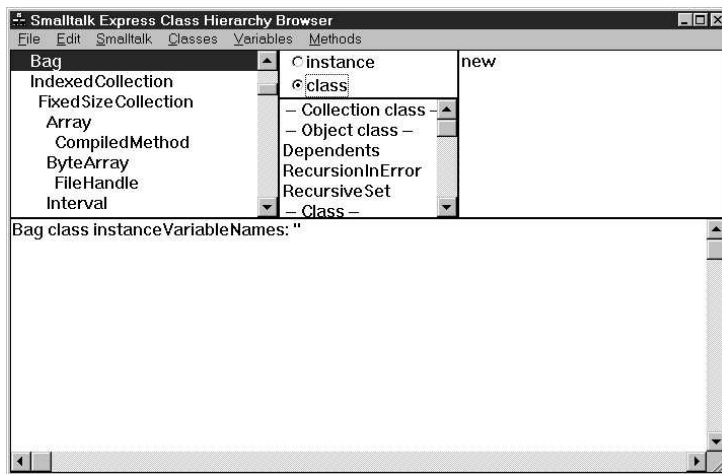 Smalltalk Express Class Hierarchy Browser
File Edit Smalltalk Classes Variables Methods
Bag
IndexedCollection
FixedSizeCollection
Array
CompiledMethod
ByteArray
FileHandle
Interval
instance
class
-- Collection class --
-- Object class --
Dependents
RecursionInError
RecursiveSet
-- Class --
new
Bag class instanceVariableNames: ''